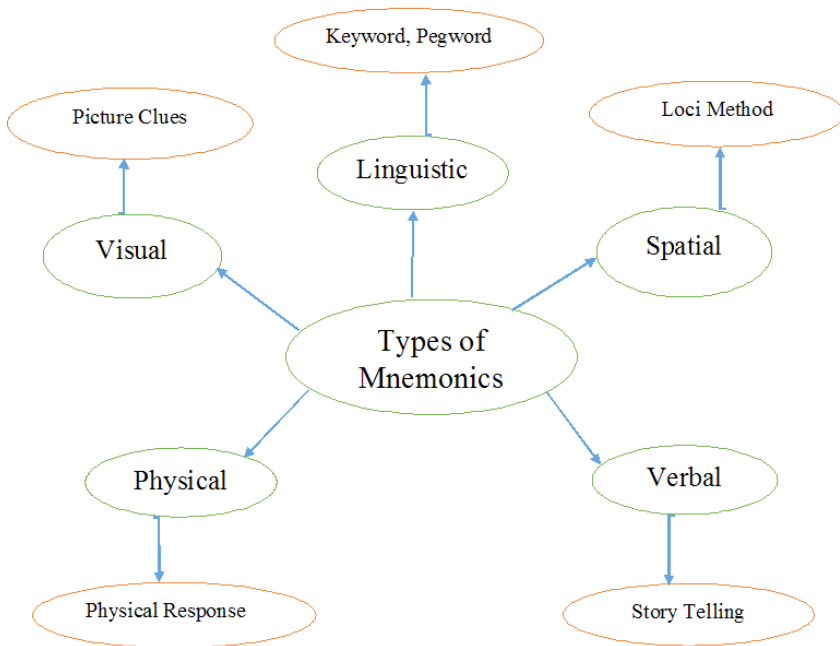 Keyword, Pegword
Picture Clues
Loci Method
Linguistic
Visual
Spatial
Types of
Mnemonics
Physical
Verbal
Physical Response
Story Telling